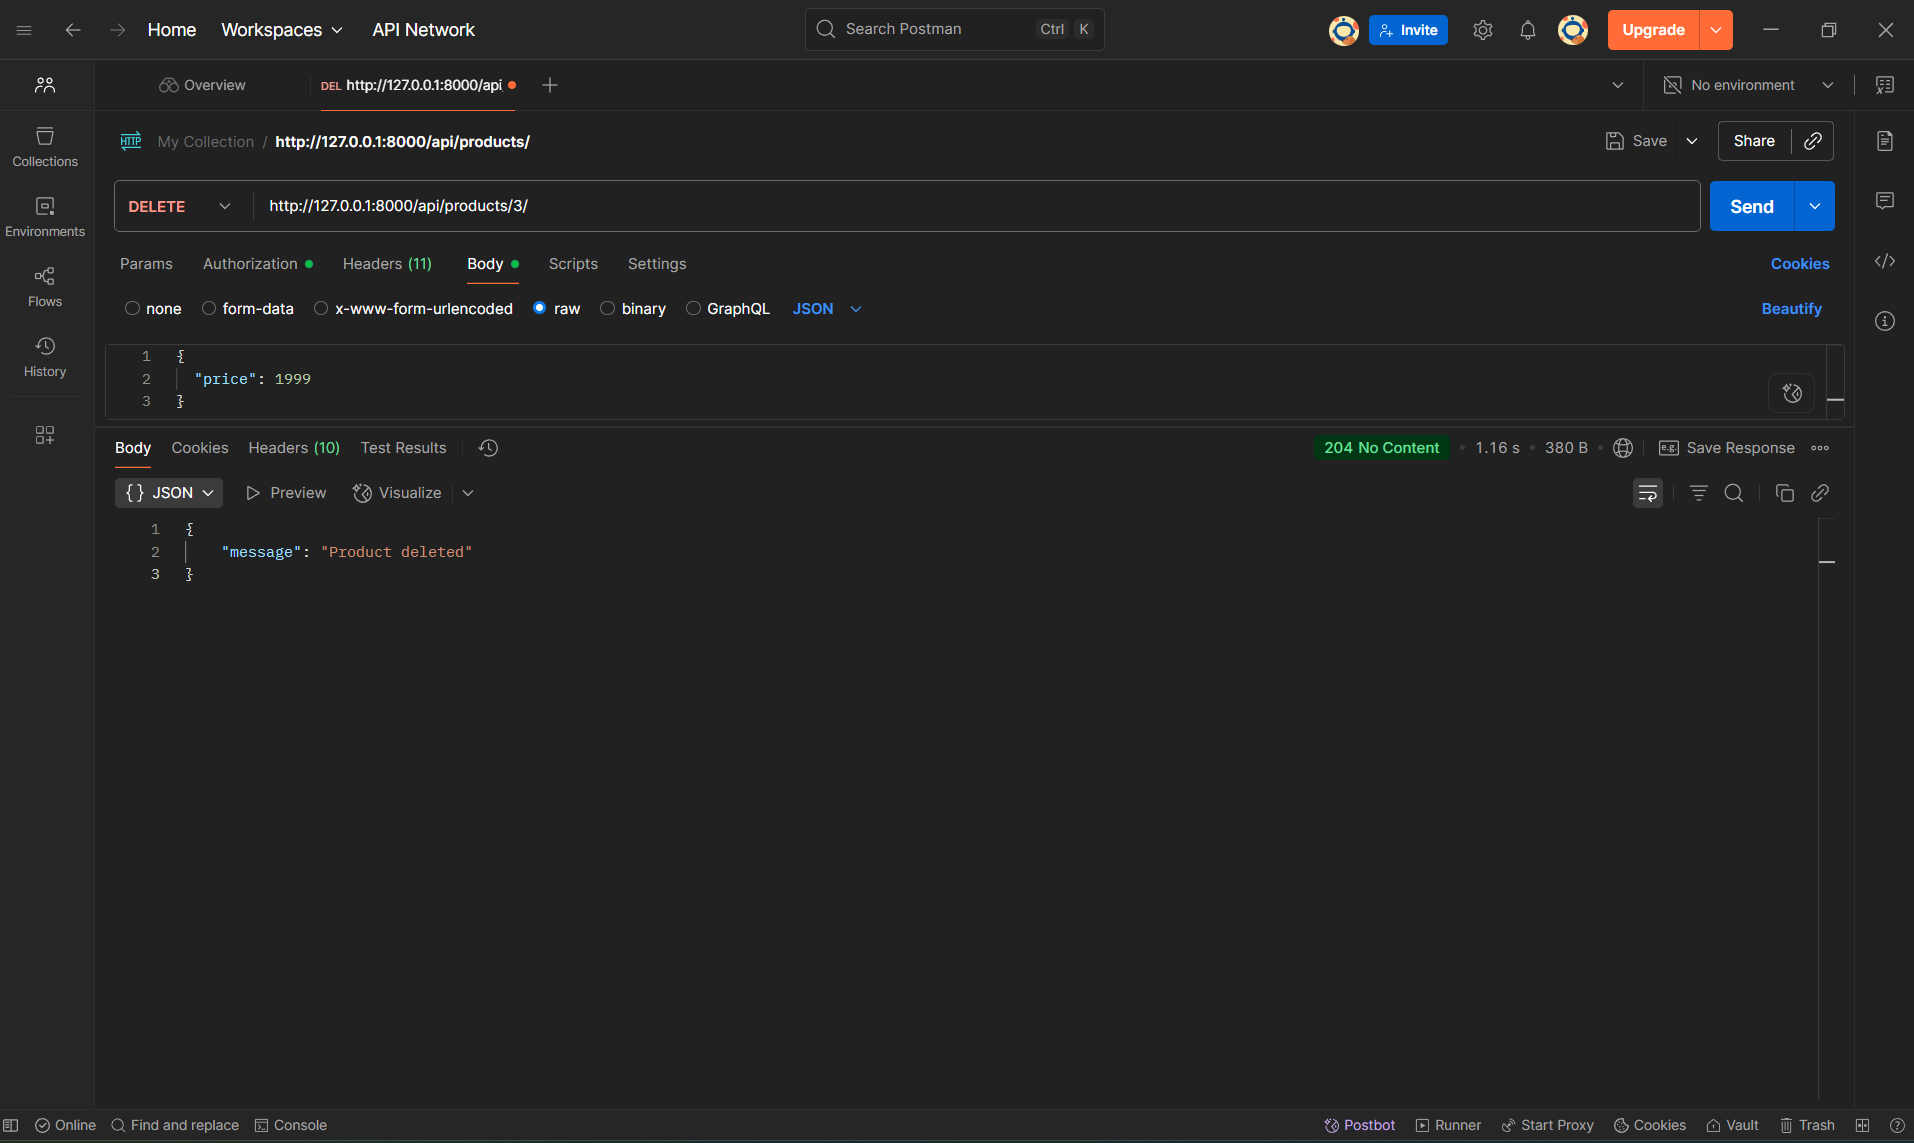 Home Workspaces API Network Search Postman Ctrl K Invite Upgrade
Overview DEL http://127.0.0.1:8000/api, No environment
HTTP My Collection / http://127.0.0.1:8000/api/products/ Save Share
Collections
DELETE http://127.0.0.1:8000/api/products/3/ Send
Environments
Params Authorization Headers (11) Body Scripts Settings Cookies
Flows
none form-data x-www-form-urlencoded raw binary GraphQL JSON Beautify
History
1 {
2 "price": 1999
3 }
Body Cookies Headers (10) Test Results 204 No Content • 1.16 s • 380 B • e.g. Save Response
{} JSON Preview Visualize
1 {
2 "message": "Product deleted"
3 }
Online Find and replace Console Postbot Runner Start Proxy Cookies Vault Trash